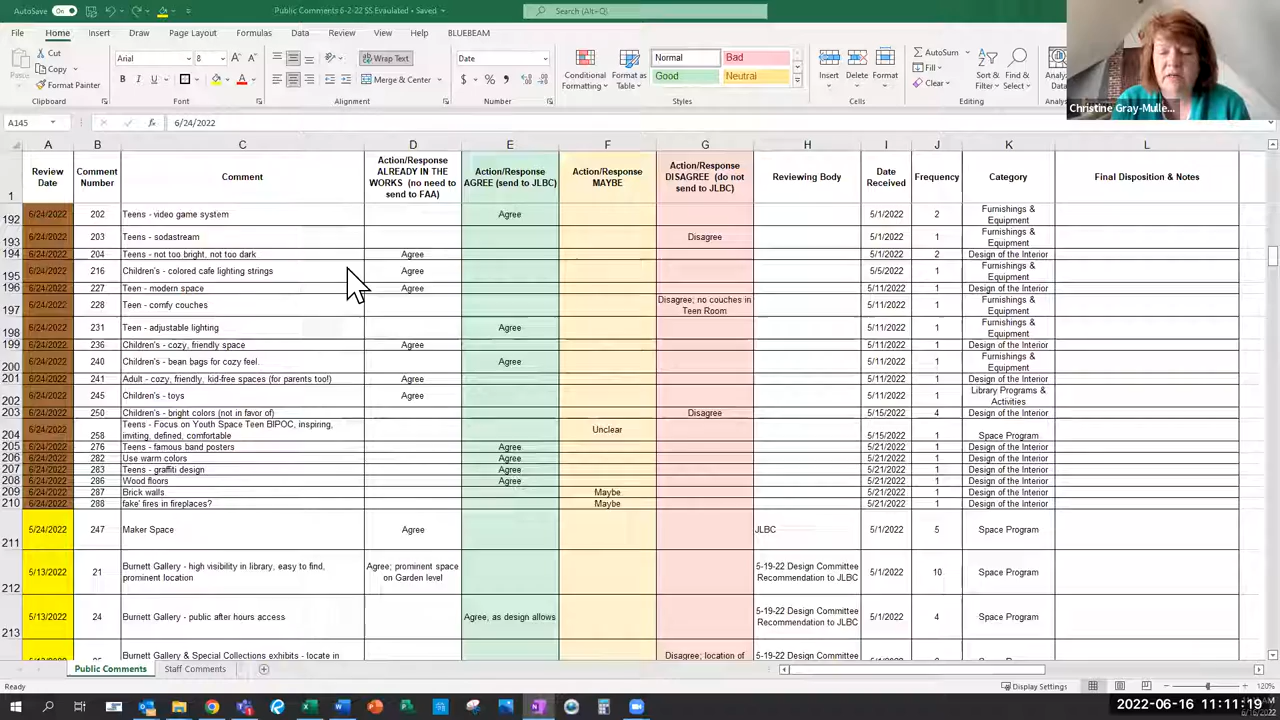 AutoSave On Public Comments 6-2-22 SS Evaulated • Saved Search (Alt+Q)
File Home Insert Draw Page Layout Formulas Data Review View Help BLUEBEAM
Cut Arial 8 Wrap Text Date Normal Bad AutoSum
Paste Copy Merge & Center Conditional Formatting Format as Table Good Neutral Insert Delete Format Fill Sort & Filter Find & Select
Format Painter Clear
Clipboard Font Alignment Number Styles Cells Editing
Christine Gray-Mulle...
A145 6/24/2022
A B C D E F G H I J K L
1 Review Date Comment Number Comment Action/Response ALREADY IN THE WORKS (no need to send to FAA) Action/Response AGREE (send to JLBC) Action/Response MAYBE Action/Response DISAGREE (do not send to JLBC) Reviewing Body Date Received Frequency Category Final Disposition & Notes
192 6/24/2022 202 Teens - video game system Agree 5/1/2022 2 Furnishings & Equipment
193 6/24/2022 203 Teens - sodastream Disagree 5/1/2022 1 Furnishings & Equipment
194 6/24/2022 204 Teens - not too bright, not too dark Agree 5/1/2022 2 Design of the Interior
195 6/24/2022 216 Children's - colored cafe lighting strings Agree 5/5/2022 1 Furnishings & Equipment
196 6/24/2022 227 Teen - modern space Agree 5/11/2022 1 Design of the Interior
197 6/24/2022 228 Teen - comfy couches Disagree; no couches in Teen Room 5/11/2022 1 Furnishings & Equipment
198 6/24/2022 231 Teen - adjustable lighting Agree 5/11/2022 1 Furnishings & Equipment
199 6/24/2022 236 Children's - cozy, friendly space Agree 5/11/2022 1 Design of the Interior
200 6/24/2022 240 Children's - bean bags for cozy feel. Agree 5/11/2022 1 Furnishings & Equipment
201 6/24/2022 241 Adult - cozy, friendly, kid-free spaces (for parents too!) Agree 5/11/2022 1 Design of the Interior
202 6/24/2022 245 Children's - toys Agree 5/11/2022 1 Library Programs & Activities
203 6/24/2022 250 Children's - bright colors (not in favor of) Disagree 5/15/2022 4 Design of the Interior
204 6/24/2022 258 Teens - Focus on Youth Space Teen BIPOC, inspiring, inviting, defined, comfortable Unclear 5/15/2022 1 Space Program
205 6/24/2022 276 Teens - famous band posters Agree 5/21/2022 1 Design of the Interior
206 6/24/2022 282 Use warm colors Agree 5/21/2022 1 Design of the Interior
207 6/24/2022 283 Teens - graffiti design Agree 5/21/2022 1 Design of the Interior
208 6/24/2022 286 Wood floors Agree 5/21/2022 1 Design of the Interior
209 6/24/2022 287 Brick walls Maybe 5/21/2022 1 Design of the Interior
210 6/24/2022 288 fake' fires in fireplaces? Maybe 5/21/2022 1 Design of the Interior
211 5/24/2022 247 Maker Space Agree JLBC 5/1/2022 5 Space Program
212 5/13/2022 21 Burnett Gallery - high visibility in library, easy to find, prominent location Agree; prominent space on Garden level 5-19-22 Design Committee Recommendation to JLBC 5/1/2022 10 Space Program
213 5/13/2022 24 Burnett Gallery - public after hours access Agree, as design allows 5-19-22 Design Committee Recommendation to JLBC 5/1/2022 4 Space Program
Burnett Gallery & Special Collections exhibits - locate in Disagree; location of 5-19-22 Design Committee
Public Comments Staff Comments
Ready Display Settings 120%
2022-06-16 11:11:19